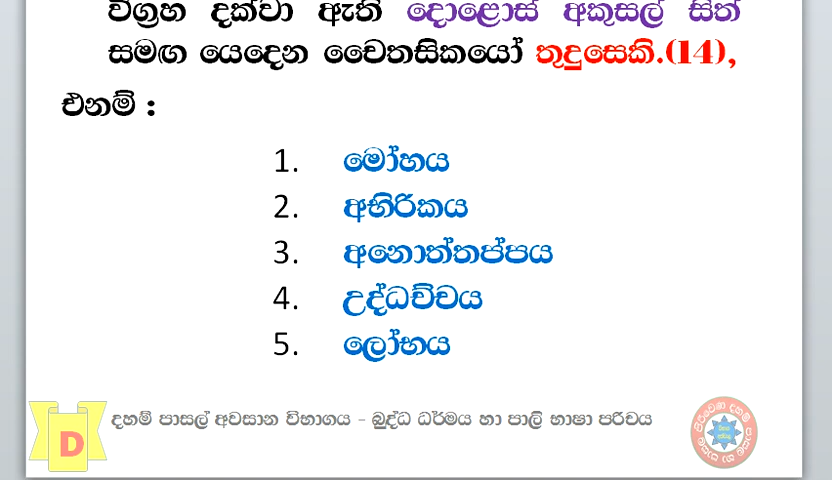 විග්‍රහ දක්වා ඇති දොළොස් අකුසල් සිත්
සමඟ යෙදෙන චෛතසිකයෝ තුදුසෙකි.(14),
එනම් :
1. මෝහය
2. අහිරිකය
3. අනොත්තප්පය
4. උද්ධච්චය
5. ලෝභය
D
දහම් පාසල් අවසාන විභාගය - බුද්ධ ධර්මය හා පාලි භාෂා පරිචය